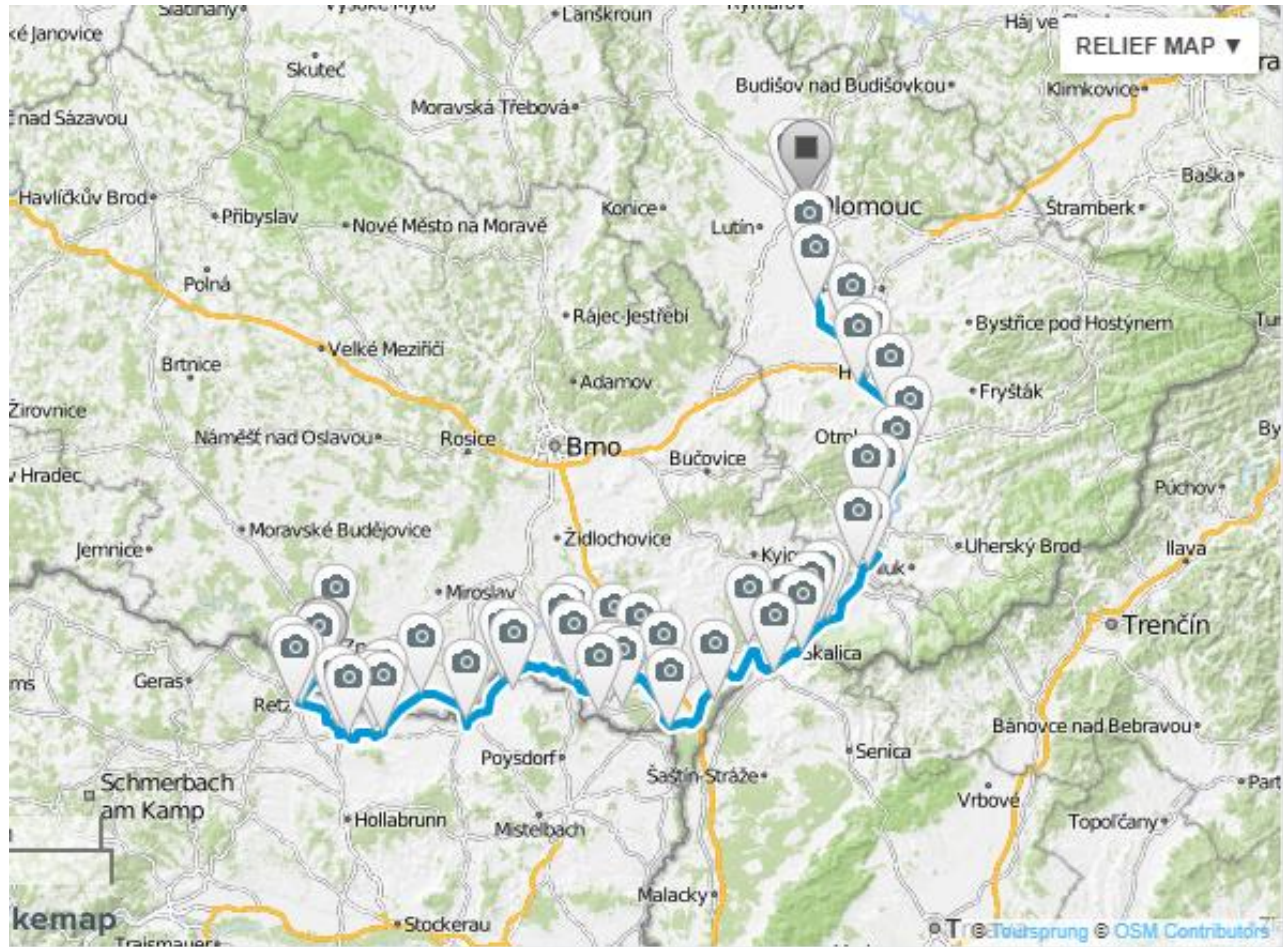 Lanškroun
ké Janovice
RELIEF MAP ▼
Skuteč
Budišov nad Budišovkou
Klimkovice
Moravská Třebová
nad Sázavou
Baška
Havlíčkův Brod
Přibyslav
Konice
Olomouc
Štramberk
Nové Město na Moravě
Lutín
Polná
Rájec-Jestřebí
Bystřice pod Hostýnem
Velké Meziříčí
Brtnice
Adamov
Fryšták
Žirovnice
Náměšť nad Oslavou
Rosice
Brno
Bučovice
Hradec
Púchov
Moravské Budějovice
Židlochovice
Jemnice
Uherský Brod
Ilava
Miroslav
Trenčín
Skalica
Geras
Retz
Bánovce nad Bebravou
Poysdorf
Senica
Šaštín-Stráže
Schmerbach
am Kamp
Vrbové
Hollabrunn
Mistelbach
Topoľčany
Malacky
kemap
Stockerau
Traismauer
© Toursprung © OSM Contributors